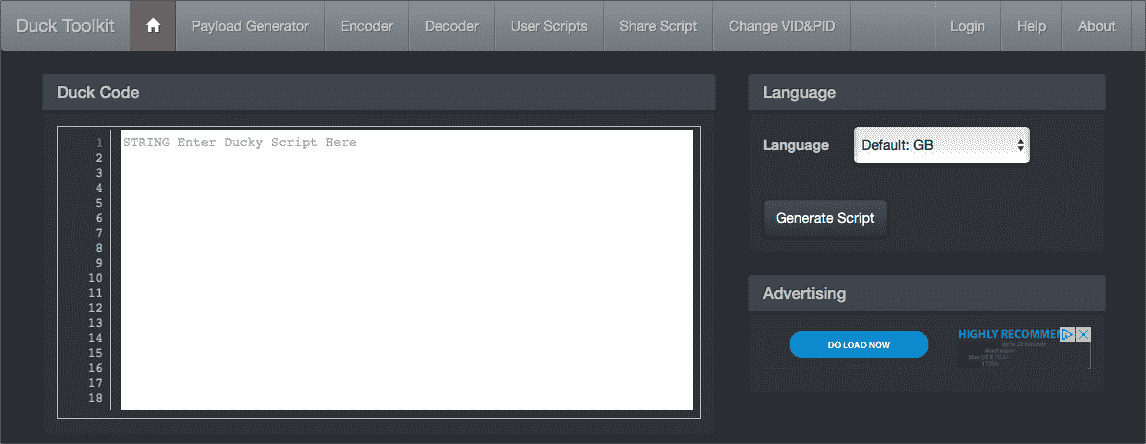 Duck Toolkit Payload Generator Encoder Decoder User Scripts Share Script Change VID&PID Login Help About
Duck Code
1 STRING Enter Ducky Script Here
2
3
4
5
6
7
8
9
10
11
12
13
14
15
16
17
18
Language
Language Default: GB
Generate Script
Advertising
DO LOAD NOW
HIGHLY RECOMME